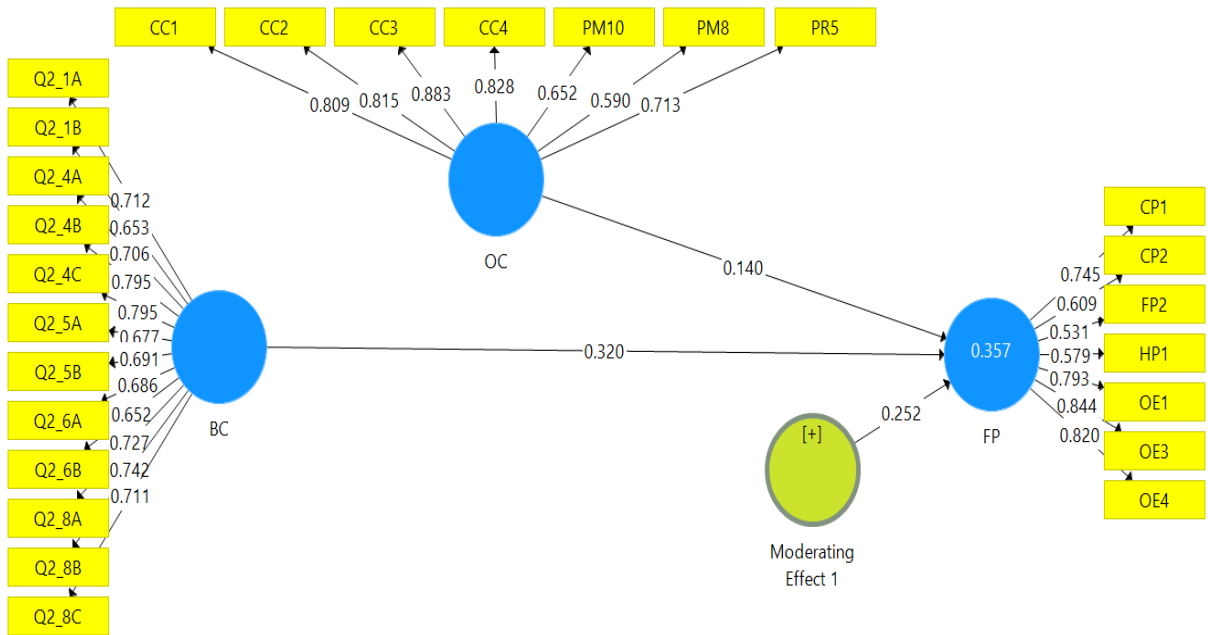 CC1 CC2 CC3 CC4 PM10 PM8 PR5
0.809 0.815 0.883 0.828 0.652 0.590 0.713
OC
Q2_1A
Q2_1B
Q2_4A
Q2_4B
Q2_4C
Q2_5A
Q2_5B
Q2_6A
Q2_6B
Q2_8A
Q2_8B
Q2_8C
0.712
0.653
0.706
0.795
0.795
0.677
0.691
0.686
0.652
0.727
0.742
0.711
BC
0.140
0.320
0.252
[+]
Moderating
Effect 1
0.357
FP
0.745
0.609
0.531
0.579
0.793
0.844
0.820
CP1
CP2
FP2
HP1
OE1
OE3
OE4